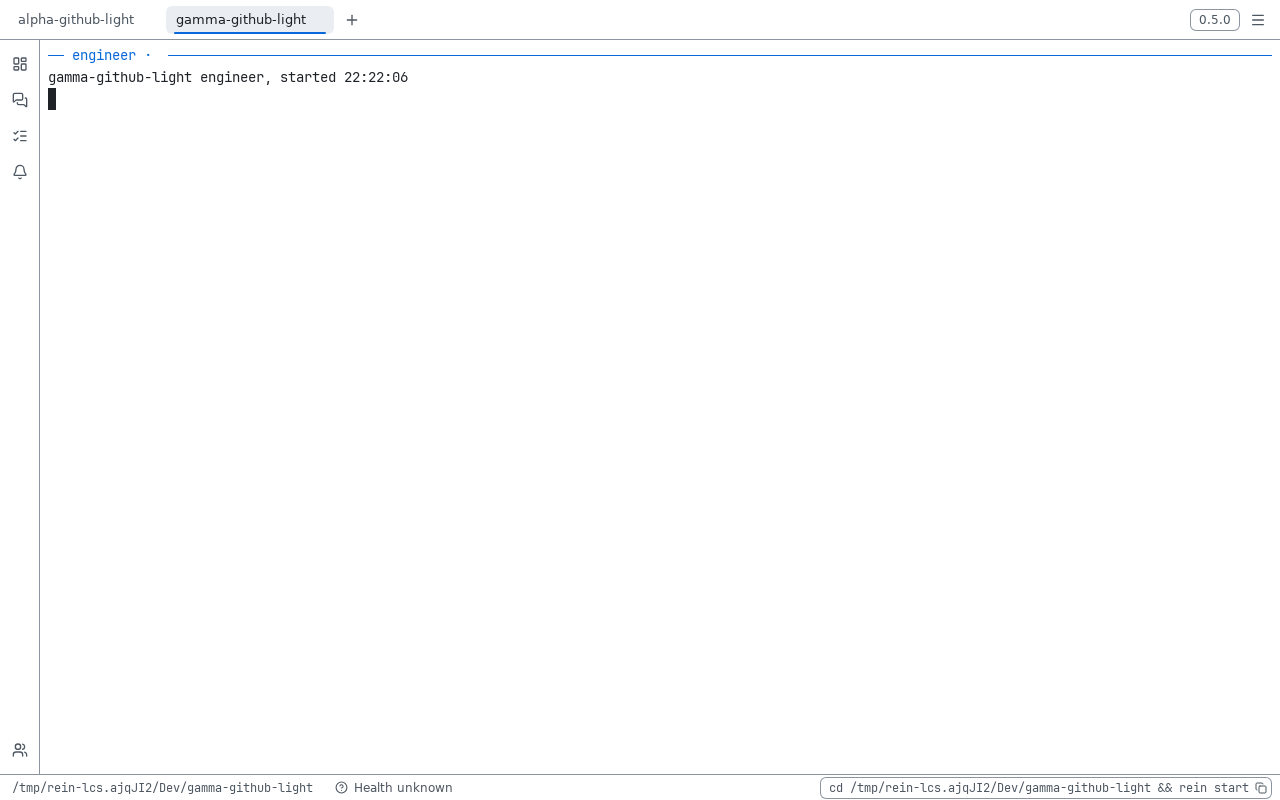 alpha-github-light
gamma-github-light
0.5.0
engineer ·
gamma-github-light engineer, started 22:22:06
/tmp/rein-lcs.ajqJI2/Dev/gamma-github-light
Health unknown
cd /tmp/rein-lcs.ajqJI2/Dev/gamma-github-light && rein start